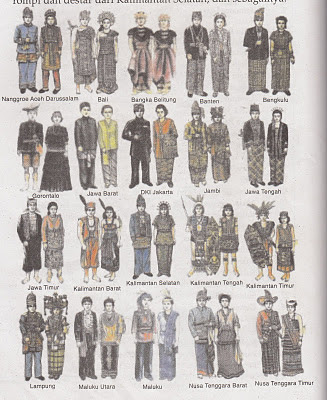 rompi dan destar dari Kalimantan Selatan, dan sebagainya.
Nanggroe Aceh Darussalam Bali Bangka Belitung Banten Bengkulu
Gorontalo Jawa Barat DKI Jakarta Jambi Jawa Tengah
Jawa Timur Kalimantan Barat Kalimantan Selatan Kalimantan Tengah Kalimantan Timur
Lampung Maluku Utara Maluku Nusa Tenggara Barat Nusa Tenggara Timur